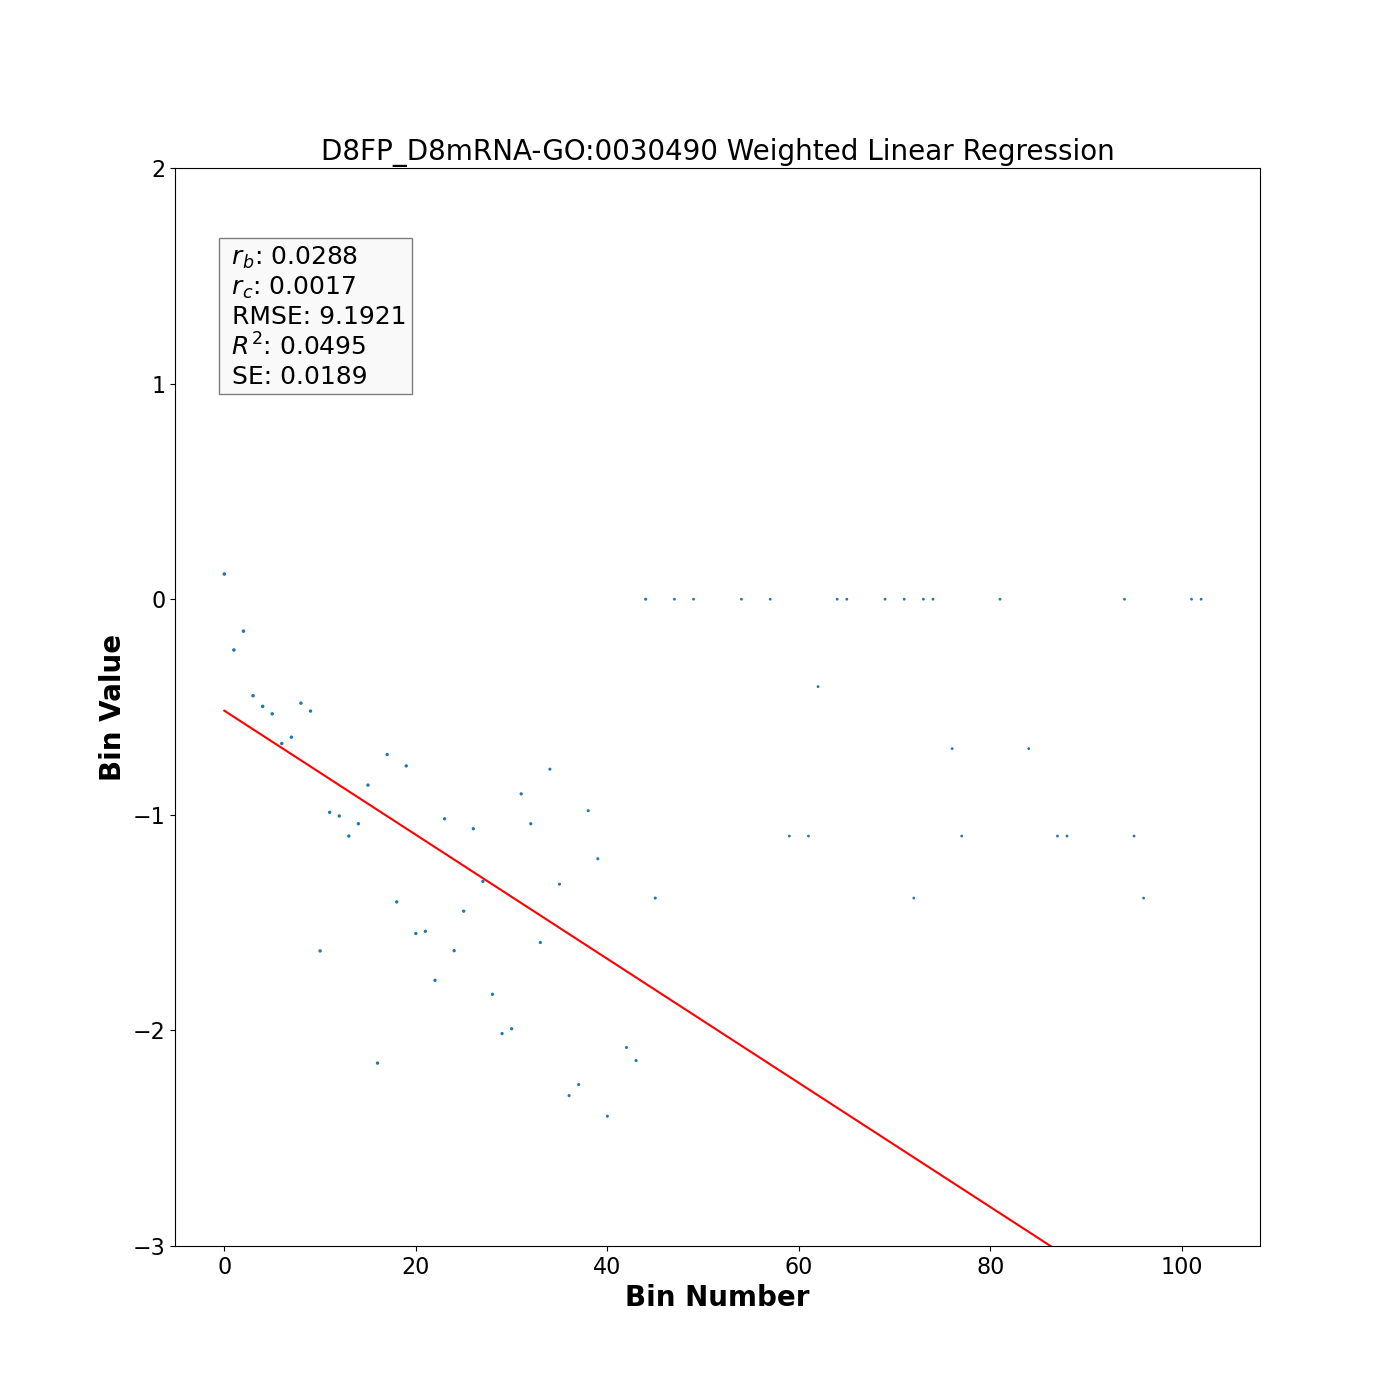 D8FP_D8mRNA-GO:0030490 Weighted Linear Regression
2
r_b: 0.0288
r_c: 0.0017
RMSE: 9.1921
R²: 0.0495
SE: 0.0189
1
0
−1
−2
−3
Bin Value
0 20 40 60 80 100
Bin Number